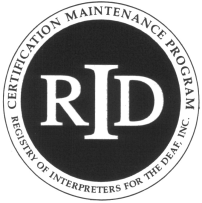 CERTIFICATION MAINTENANCE PROGRAM
RID
REGISTRY OF INTERPRETERS FOR THE DEAF, INC.